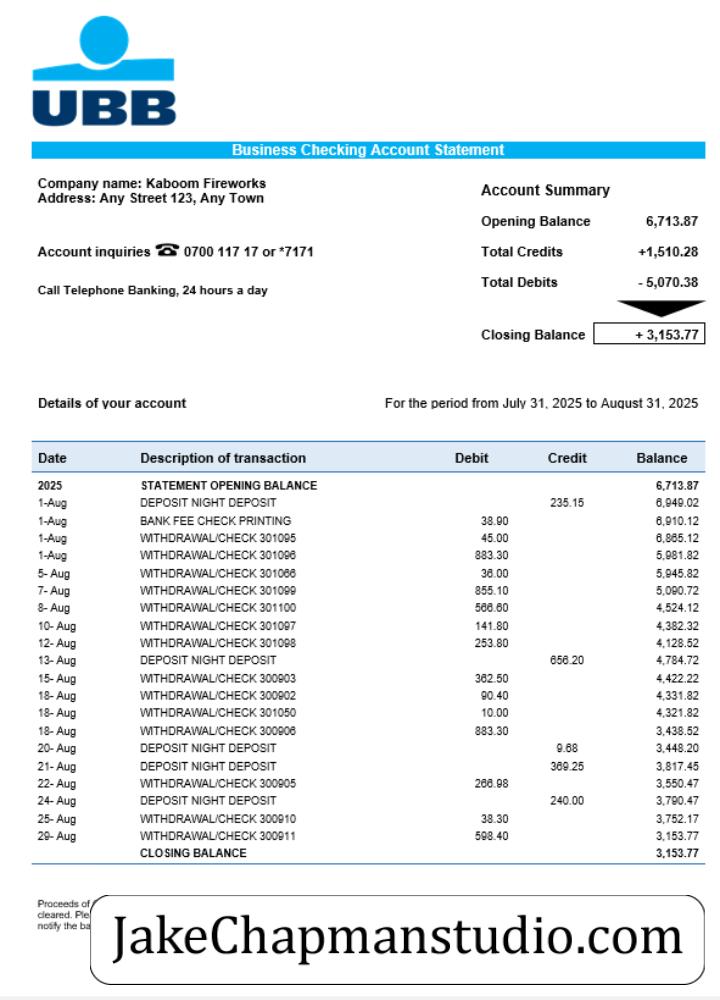 UBB
Business Checking Account Statement
Company name: Kaboom Fireworks
Address: Any Street 123, Any Town
Account inquiries ☎ 0700 117 17 or *7171
Call Telephone Banking, 24 hours a day
Account Summary
Opening Balance 6,713.87
Total Credits +1,510.28
Total Debits - 5,070.38
Closing Balance + 3,153.77
Details of your account For the period from July 31, 2025 to August 31, 2025
Date Description of transaction Debit Credit Balance
2025 STATEMENT OPENING BALANCE 6,713.87
1-Aug DEPOSIT NIGHT DEPOSIT 235.15 6,949.02
1-Aug BANK FEE CHECK PRINTING 38.90 6,910.12
1-Aug WITHDRAWAL/CHECK 301095 45.00 6,865.12
1-Aug WITHDRAWAL/CHECK 301096 883.30 5,981.82
5- Aug WITHDRAWAL/CHECK 301066 36.00 5,945.82
7- Aug WITHDRAWAL/CHECK 301099 855.10 5,090.72
8- Aug WITHDRAWAL/CHECK 301100 566.60 4,524.12
10- Aug WITHDRAWAL/CHECK 301097 141.80 4,382.32
12- Aug WITHDRAWAL/CHECK 301098 253.80 4,128.52
13- Aug DEPOSIT NIGHT DEPOSIT 656.20 4,784.72
15- Aug WITHDRAWAL/CHECK 300903 362.50 4,422.22
18- Aug WITHDRAWAL/CHECK 300902 90.40 4,331.82
18- Aug WITHDRAWAL/CHECK 301050 10.00 4,321.82
18- Aug WITHDRAWAL/CHECK 300906 883.30 3,438.52
20- Aug DEPOSIT NIGHT DEPOSIT 9.68 3,448.20
21- Aug DEPOSIT NIGHT DEPOSIT 369.25 3,817.45
22- Aug WITHDRAWAL/CHECK 300905 266.98 3,550.47
24- Aug DEPOSIT NIGHT DEPOSIT 240.00 3,790.47
25- Aug WITHDRAWAL/CHECK 300910 38.30 3,752.17
29- Aug WITHDRAWAL/CHECK 300911 598.40 3,153.77
CLOSING BALANCE 3,153.77
Proceeds of
cleared.
notify the
JakeChapmanstudio.com